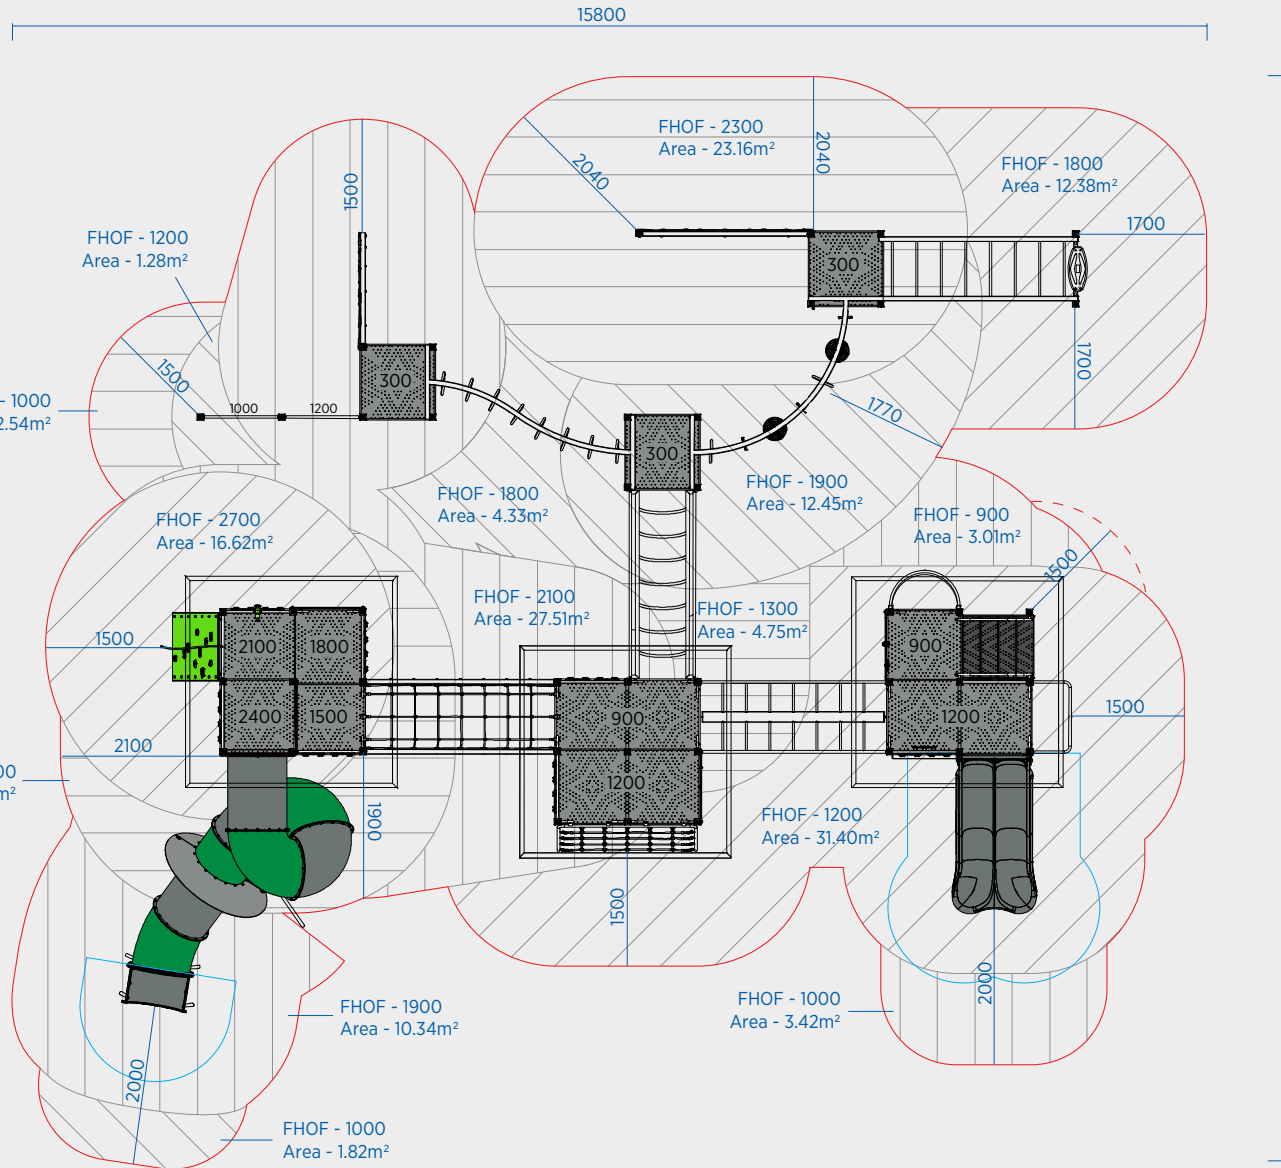 15800
FHOF - 2300
Area - 23.16m²
2040
2040
FHOF - 1800
Area - 12.38m²
1500
1700
FHOF - 1200
Area - 1.28m²
300
1700
1500
300
- 1000
2.54m²
1000
1200
1770
300
FHOF - 1800
Area - 4.33m²
FHOF - 1900
Area - 12.45m²
FHOF - 2700
Area - 16.62m²
FHOF - 900
Area - 3.01m²
1500
FHOF - 2100
Area - 27.51m²
FHOF - 1300
Area - 4.75m²
1500
2100
1800
900
2400
1500
900
1200
1500
2100
00
m²
1200
1900
FHOF - 1200
Area - 31.40m²
1500
2000
FHOF - 1000
Area - 3.42m²
FHOF - 1900
Area - 10.34m²
2000
FHOF - 1000
Area - 1.82m²